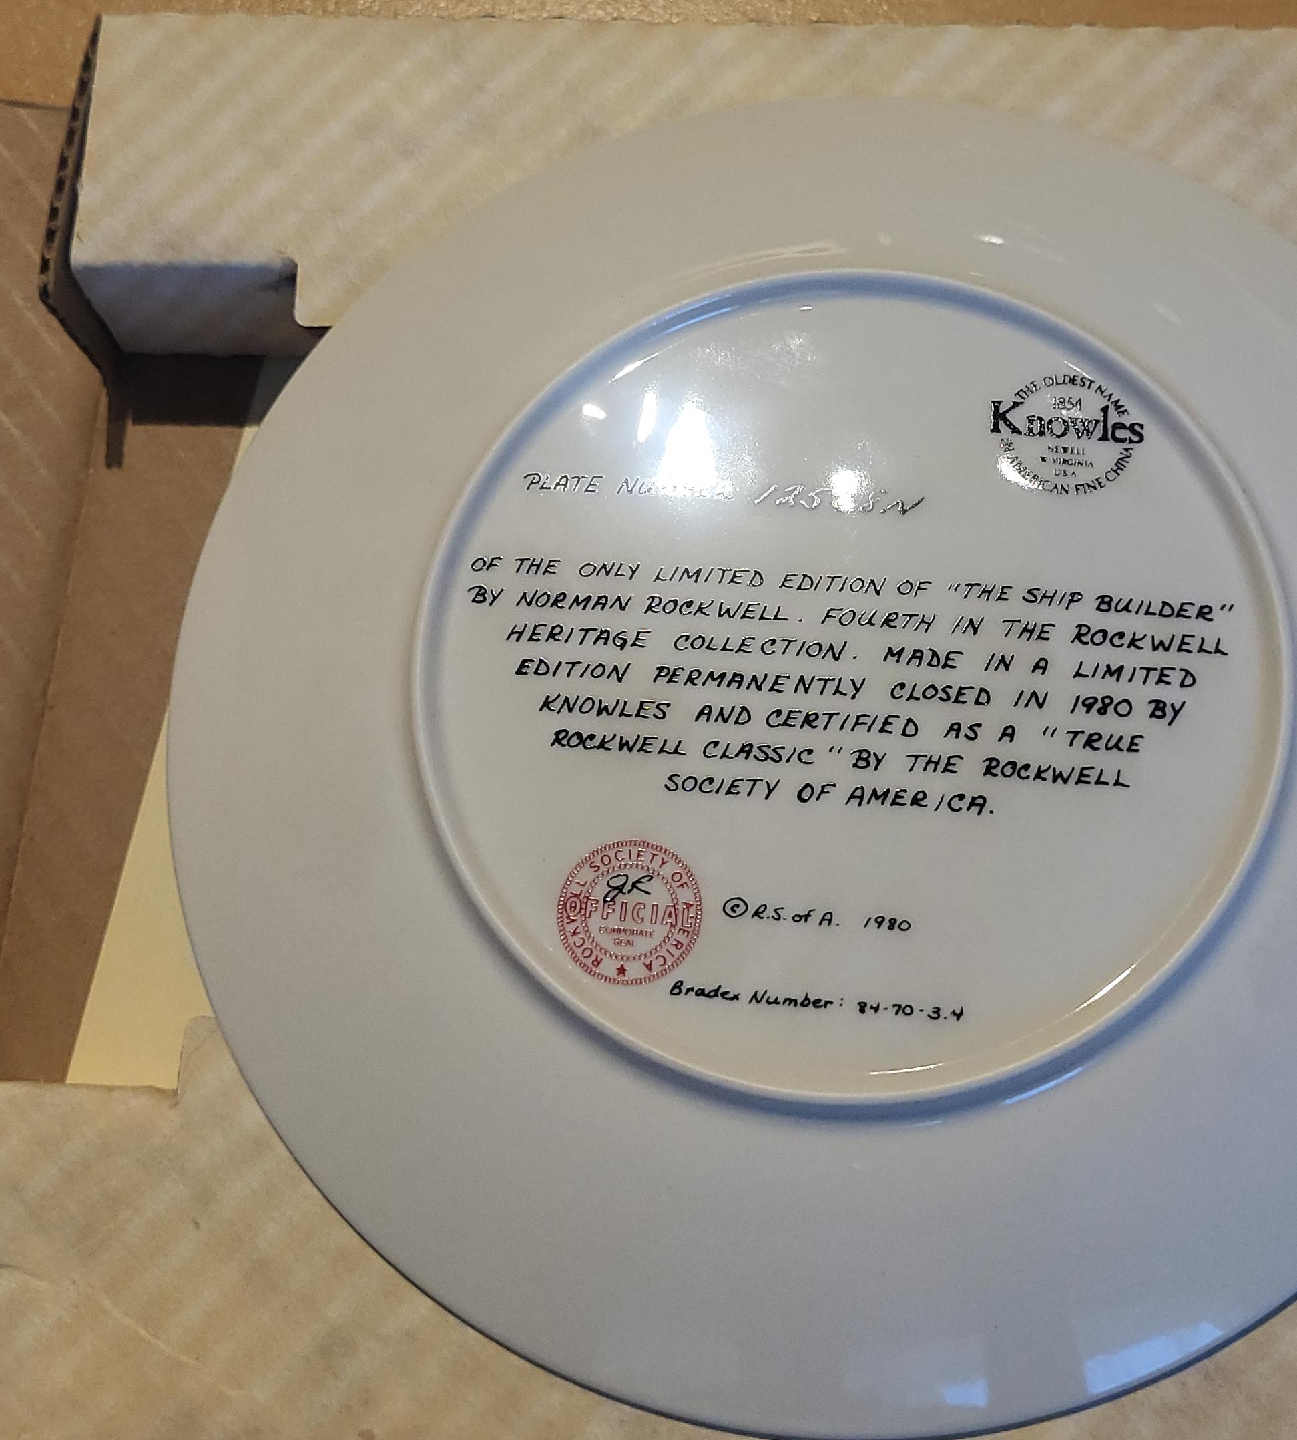 THE OLDEST NAME
1854
Knowles
NEWELL
W. VIRGINIA
U.S.A.
IN AMERICAN FINE CHINA
PLATE NUMBER
OF THE ONLY LIMITED EDITION OF "THE SHIP BUILDER"
BY NORMAN ROCKWELL. FOURTH IN THE ROCKWELL
HERITAGE COLLECTION. MADE IN A LIMITED
EDITION PERMANENTLY CLOSED IN 1980 BY
KNOWLES AND CERTIFIED AS A "TRUE
ROCKWELL CLASSIC" BY THE ROCKWELL
SOCIETY OF AMERICA.
ROCKWELL SOCIETY OF AMERICA
OFFICIAL
CORPORATE
SEAL
© R.S. of A. 1980
Bradex Number: 84-70-3.4